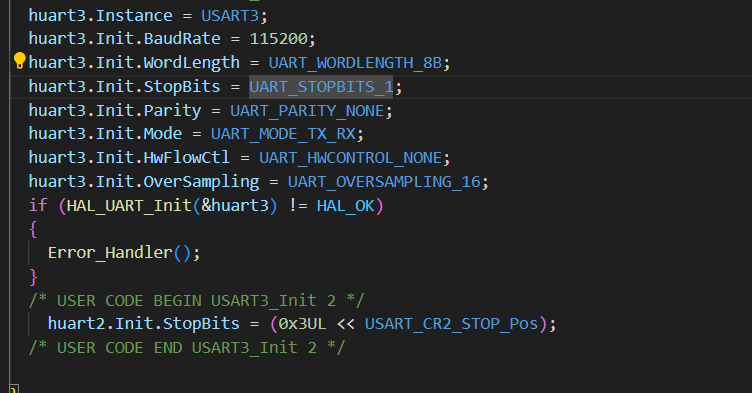 huart3.Instance = USART3;
huart3.Init.BaudRate = 115200;
huart3.Init.WordLength = UART_WORDLENGTH_8B;
huart3.Init.StopBits = UART_STOPBITS_1;
huart3.Init.Parity = UART_PARITY_NONE;
huart3.Init.Mode = UART_MODE_TX_RX;
huart3.Init.HwFlowCtl = UART_HWCONTROL_NONE;
huart3.Init.OverSampling = UART_OVERSAMPLING_16;
if (HAL_UART_Init(&huart3) != HAL_OK)
{
  Error_Handler();
}
/* USER CODE BEGIN USART3_Init 2 */
  huart2.Init.StopBits = (0x3UL << USART_CR2_STOP_Pos);
/* USER CODE END USART3_Init 2 */
}